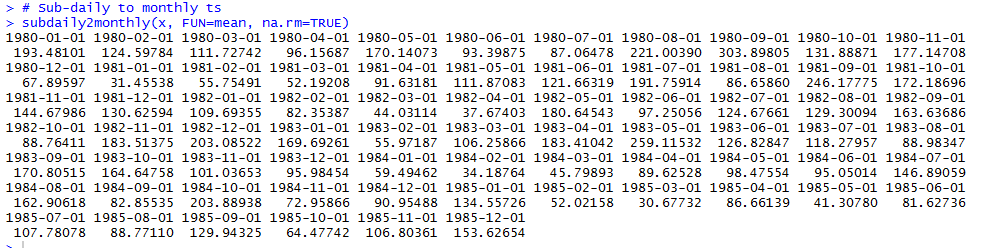 > # Sub-daily to monthly ts
> subdaily2monthly(x, FUN=mean, na.rm=TRUE)
1980-01-01 1980-02-01 1980-03-01 1980-04-01 1980-05-01 1980-06-01 1980-07-01 1980-08-01 1980-09-01 1980-10-01 1980-11-01
193.48101 124.59784 111.72742 96.15687 170.14073 93.39875 87.06478 221.00390 303.89805 131.88871 177.14708
1980-12-01 1981-01-01 1981-02-01 1981-03-01 1981-04-01 1981-05-01 1981-06-01 1981-07-01 1981-08-01 1981-09-01 1981-10-01
67.89597 31.45538 55.75491 52.19208 91.63181 111.87083 121.66319 191.75914 86.65860 246.17775 172.18696
1981-11-01 1981-12-01 1982-01-01 1982-02-01 1982-03-01 1982-04-01 1982-05-01 1982-06-01 1982-07-01 1982-08-01 1982-09-01
144.67986 130.62594 109.69355 82.35387 44.03114 37.67403 180.64543 97.25056 124.67661 129.30094 163.63686
1982-10-01 1982-11-01 1982-12-01 1983-01-01 1983-02-01 1983-03-01 1983-04-01 1983-05-01 1983-06-01 1983-07-01 1983-08-01
88.76411 183.51375 203.08522 169.69261 55.97187 106.25866 183.41042 259.11532 126.82847 118.27957 88.98347
1983-09-01 1983-10-01 1983-11-01 1983-12-01 1984-01-01 1984-02-01 1984-03-01 1984-04-01 1984-05-01 1984-06-01 1984-07-01
170.80515 164.64758 101.03653 95.98454 59.49462 34.18764 45.79893 89.62528 98.47554 95.05014 146.89059
1984-08-01 1984-09-01 1984-10-01 1984-11-01 1984-12-01 1985-01-01 1985-02-01 1985-03-01 1985-04-01 1985-05-01 1985-06-01
162.90618 82.85535 203.88938 72.95866 90.95488 134.55726 52.02158 30.67732 86.66139 41.30780 81.62736
1985-07-01 1985-08-01 1985-09-01 1985-10-01 1985-11-01 1985-12-01
107.78078 88.77110 129.94325 64.47742 106.80361 153.62654
>